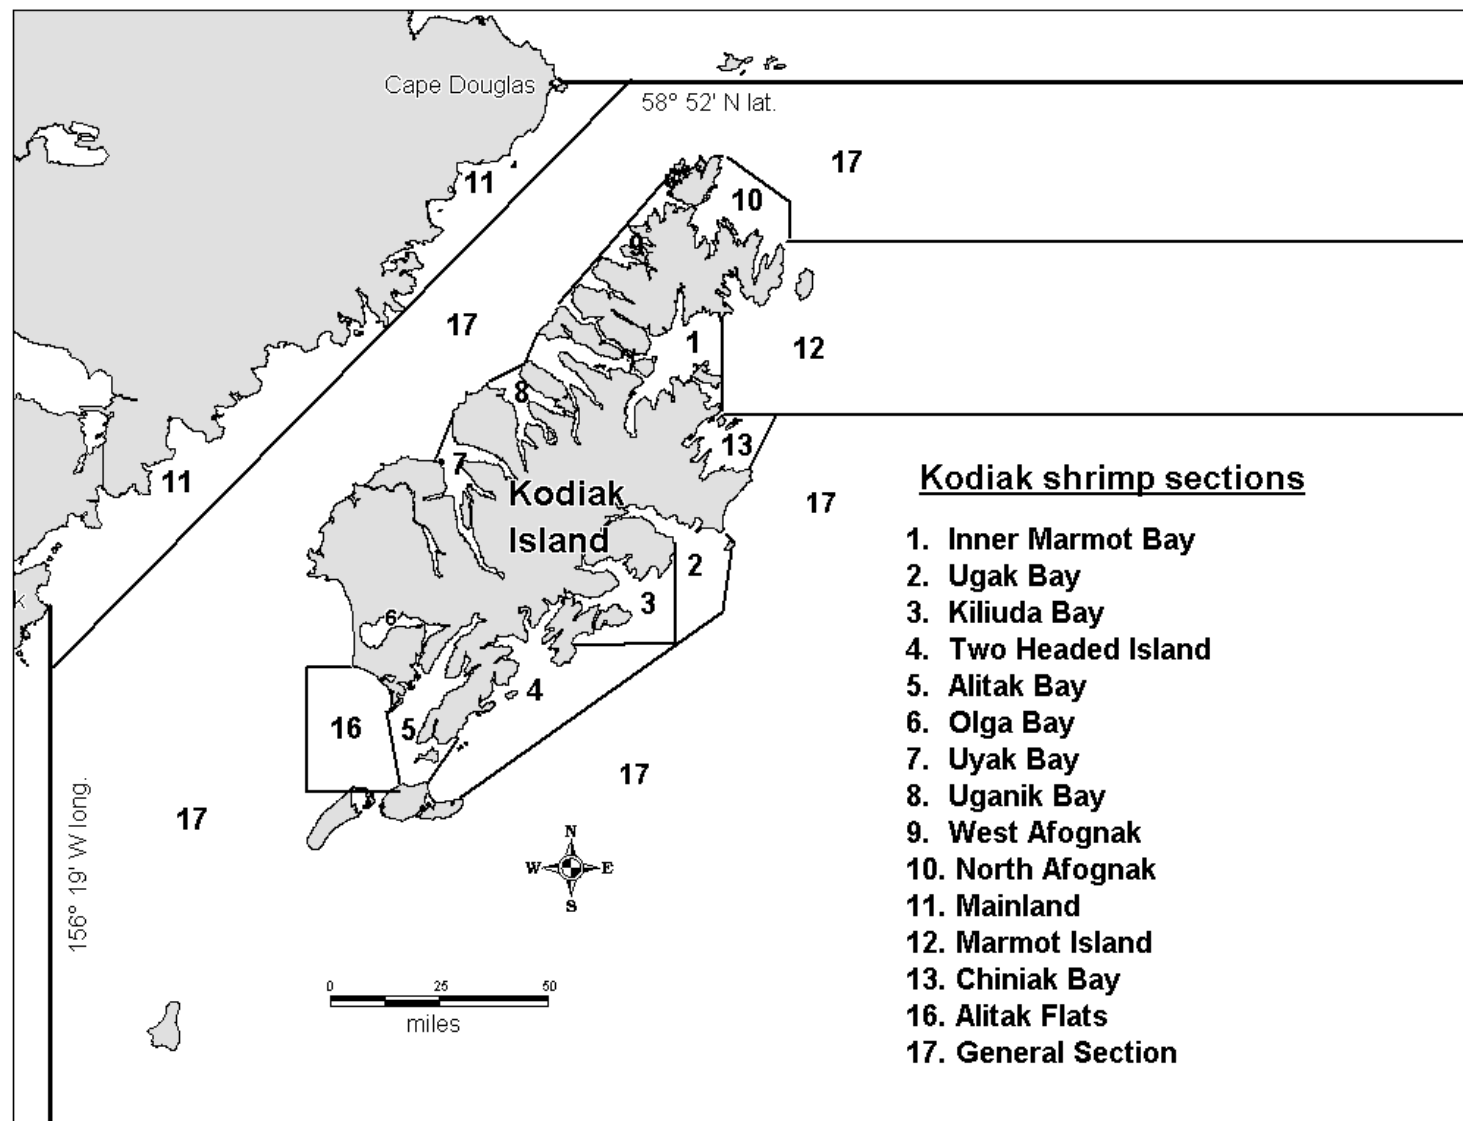 Cape Douglas
58° 52' N lat.
17
11
10
9
17
1
12
8
13
7
11
Kodiak
Island
17
2
3
6
4
16
5
17
17
156° 19' W long.
N
W
E
S
0 25 50
miles
Kodiak shrimp sections
1. Inner Marmot Bay
2. Ugak Bay
3. Kiliuda Bay
4. Two Headed Island
5. Alitak Bay
6. Olga Bay
7. Uyak Bay
8. Uganik Bay
9. West Afognak
10. North Afognak
11. Mainland
12. Marmot Island
13. Chiniak Bay
16. Alitak Flats
17. General Section